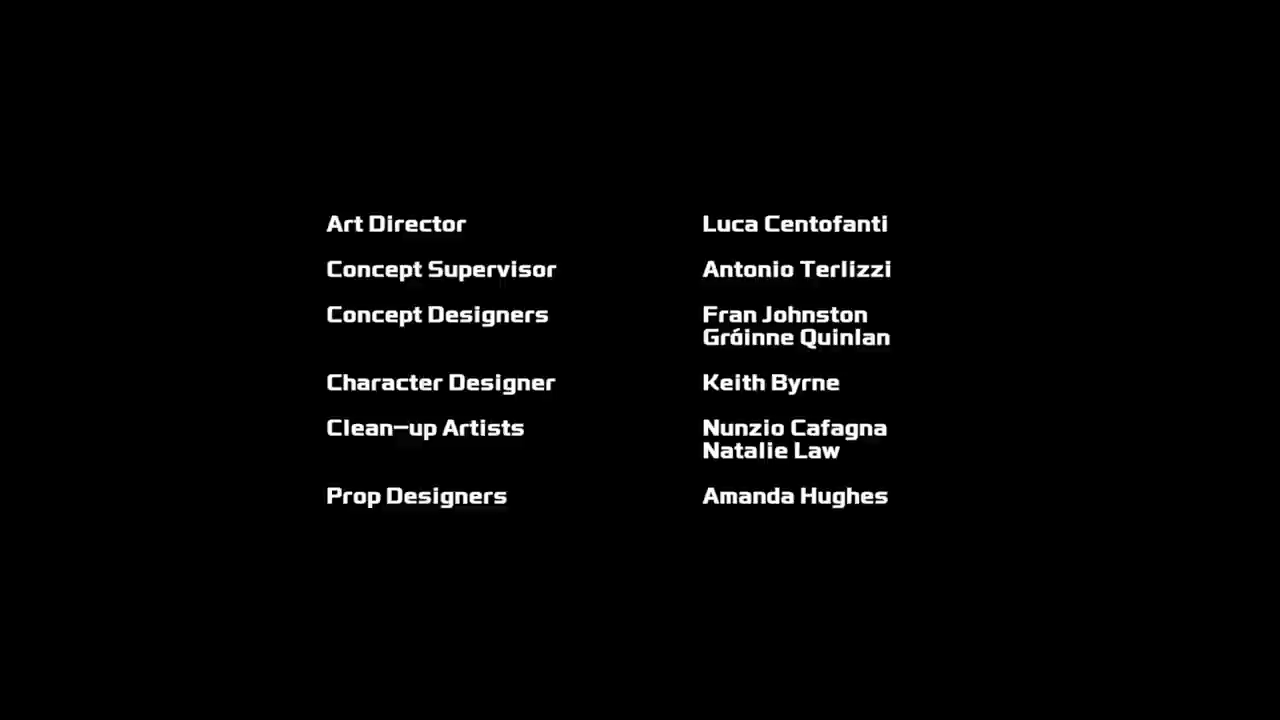 Art Director Luca Centofanti
Concept Supervisor Antonio Terlizzi
Concept Designers Fran Johnston
Gráinne Quinlan
Character Designer Keith Byrne
Clean-up Artists Nunzio Cafagna
Natalie Law
Prop Designers Amanda Hughes